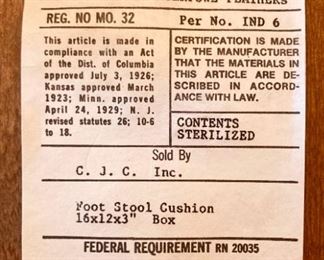 FEATHERS
REG. NO MO. 32
Per No. IND 6
This article is made in
compliance with an Act
of the Dist. of Columbia
approved July 3, 1926;
Kansas approved March
1923; Minn. approved
April 24, 1929; N. J.
revised statutes 26; 10-6
to 18.
CERTIFICATION IS MADE
BY THE MANUFACTURER
THAT THE MATERIALS IN
THIS ARTICLE ARE DE-
SCRIBED IN ACCORD-
ANCE WITH LAW.
CONTENTS
STERILIZED
Sold By
C. J. C. Inc.
Foot Stool Cushion
16x12x3" Box
FEDERAL REQUIREMENT RN 20035